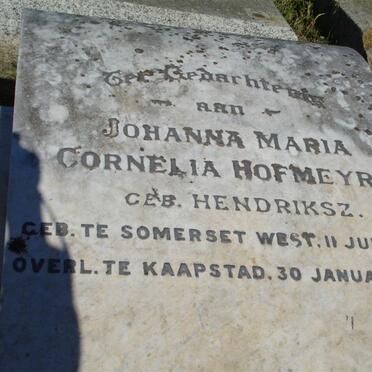 Ter Gedachtenis
— aan —
JOHANNA MARIA
CORNELIA HOFMEYR
GEB. HENDRIKSZ.
GEB. TE SOMERSET WEST. 11 JU
OVERL. TE KAAPSTAD. 30 JANUA